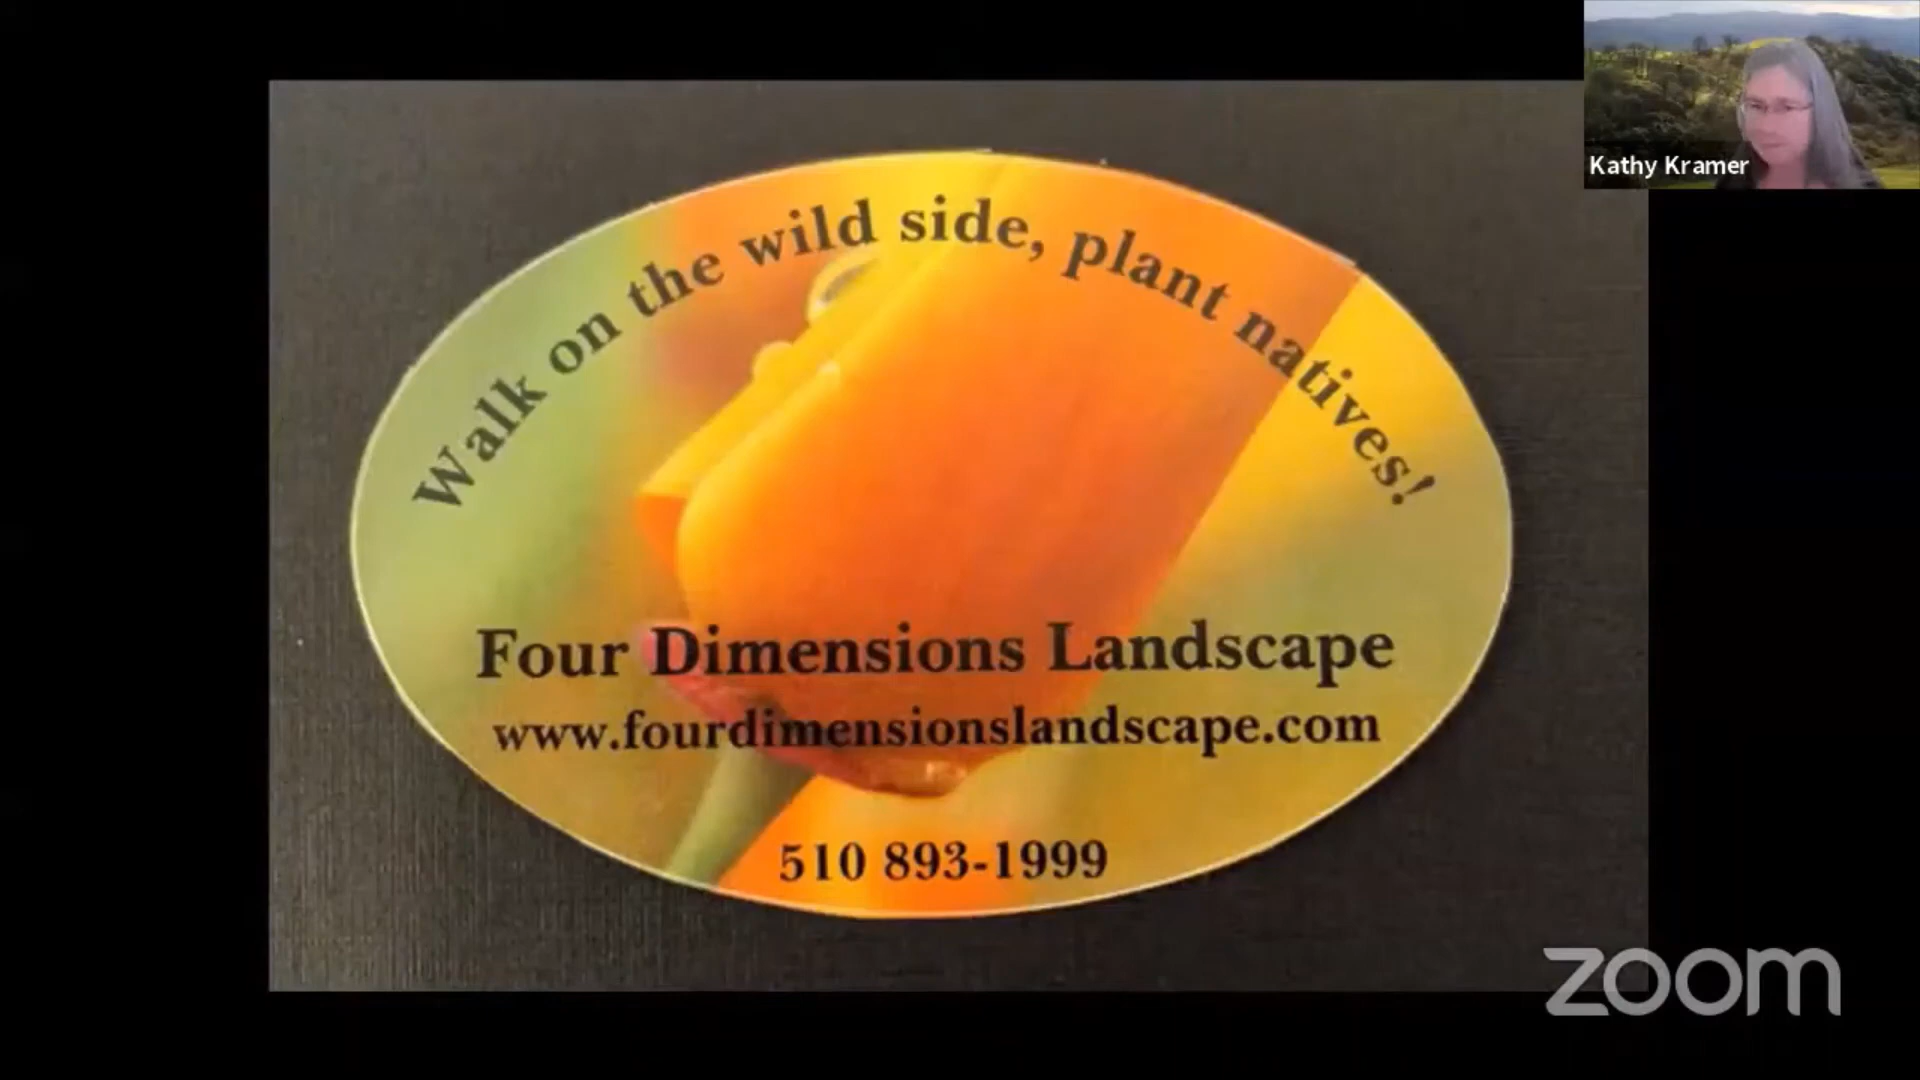 Kathy Kramer
Walk on the wild side, plant natives!
Four Dimensions Landscape
www.fourdimensionslandscape.com
510 893-1999
zoom